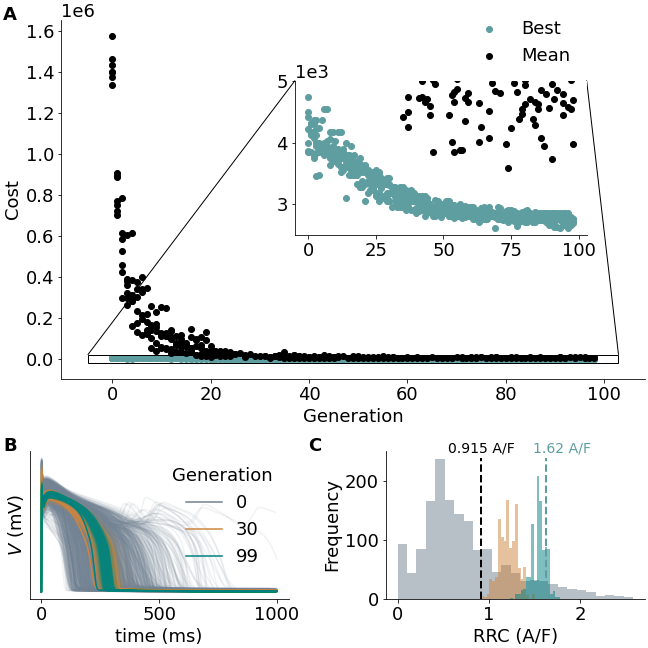 A
1e6
1.6
1.4
1.2
1.0
0.8
0.6
0.4
0.2
0.0
Cost
0
20
40
60
80
100
Generation
Best
Mean
1e3
5
4
3
0
25
50
75
100
B
V (mV)
Generation
0
30
99
0
500
1000
time (ms)
C
0.915 A/F
1.62 A/F
200
100
0
Frequency
0
1
2
RRC (A/F)